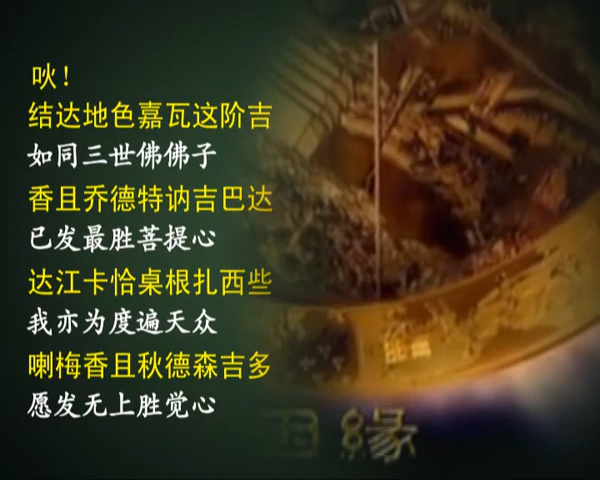 吙！
结达地色嘉瓦这阶吉
如同三世佛佛子
香且乔德特讷吉巴达
已发最胜菩提心
达江卡恰桌根扎西些
我亦为度遍天众
喇梅香且秋德森吉多
愿发无上胜觉心
緣